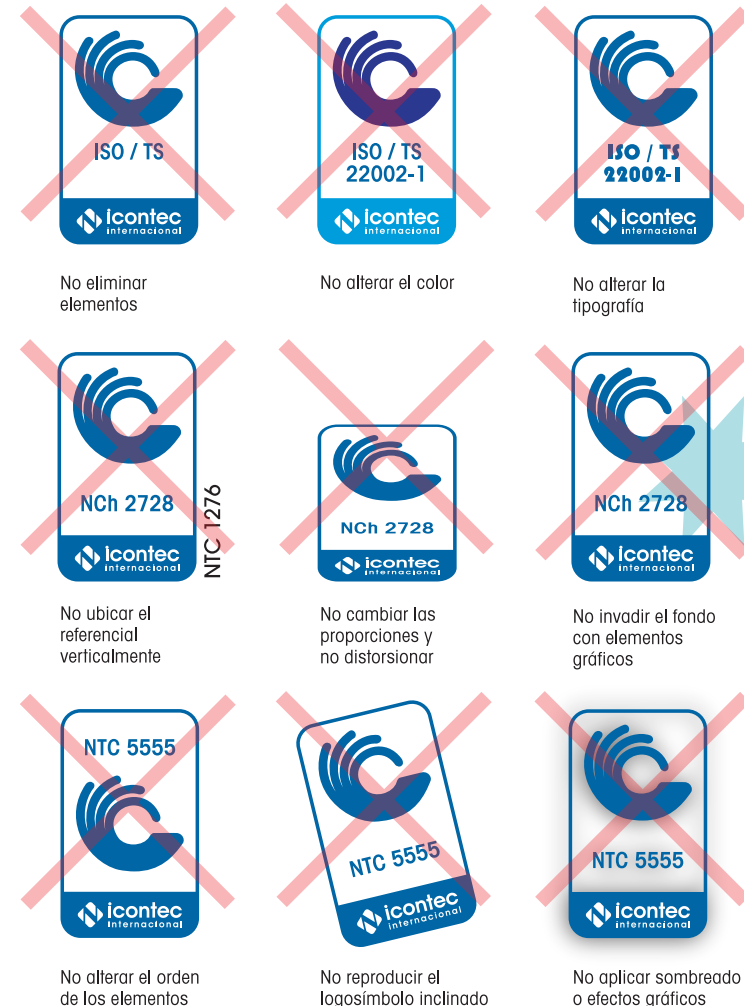 ISO / TS
icontec
internacional
No eliminar
elementos
ISO / TS
22002-1
icontec
internacional
No alterar el color
ISO / TS
22002-1
icontec
internacional
No alterar la
tipografía
NCh 2728
icontec
internacional
NTC 1276
No ubicar el
referencial
verticalmente
NCh 2728
icontec
internacional
No cambiar las
proporciones y
no distorsionar
NCh 2728
icontec
internacional
No invadir el fondo
con elementos
gráficos
NTC 5555
icontec
internacional
No alterar el orden
de los elementos
NTC 5555
icontec
internacional
No reproducir el
logosímbolo inclinado
NTC 5555
icontec
internacional
No aplicar sombreado
o efectos gráficos